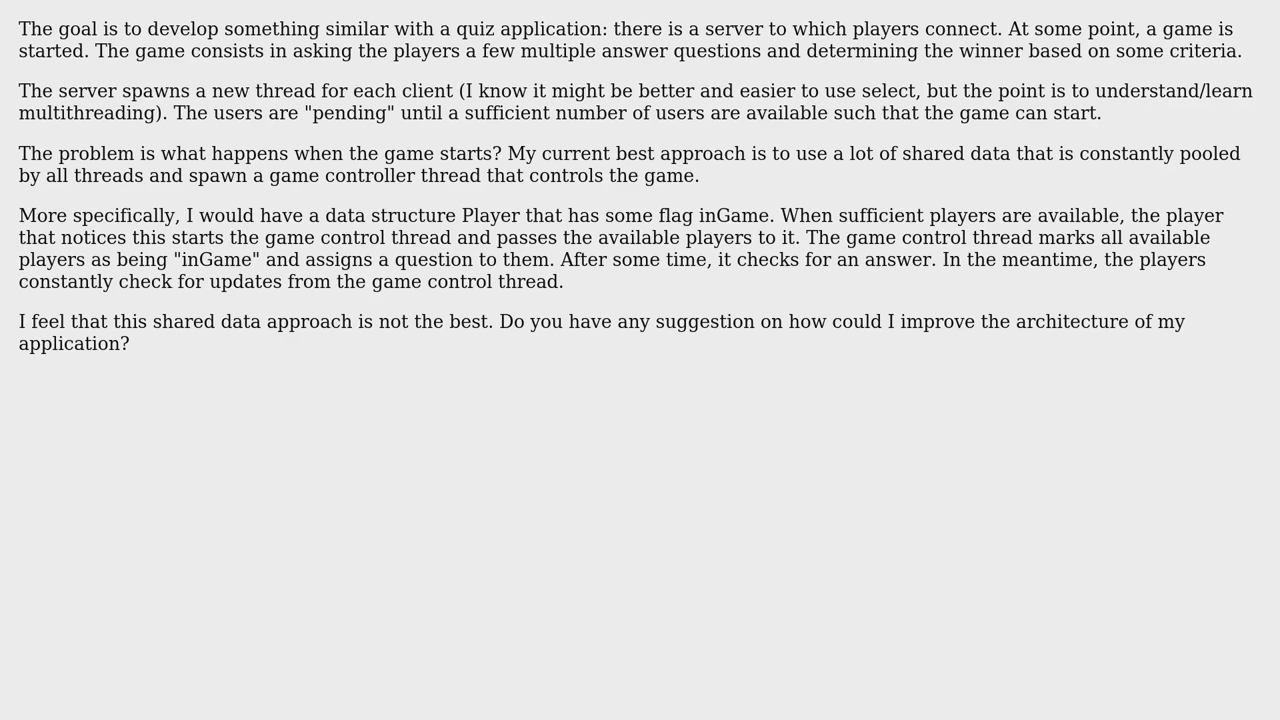 The goal is to develop something similar with a quiz application: there is a server to which players connect. At some point, a game is
started. The game consists in asking the players a few multiple answer questions and determining the winner based on some criteria.
The server spawns a new thread for each client (I know it might be better and easier to use select, but the point is to understand/learn
multithreading). The users are "pending" until a sufficient number of users are available such that the game can start.
The problem is what happens when the game starts? My current best approach is to use a lot of shared data that is constantly pooled
by all threads and spawn a game controller thread that controls the game.
More specifically, I would have a data structure Player that has some flag inGame. When sufficient players are available, the player
that notices this starts the game control thread and passes the available players to it. The game control thread marks all available
players as being "inGame" and assigns a question to them. After some time, it checks for an answer. In the meantime, the players
constantly check for updates from the game control thread.
I feel that this shared data approach is not the best. Do you have any suggestion on how could I improve the architecture of my
application?